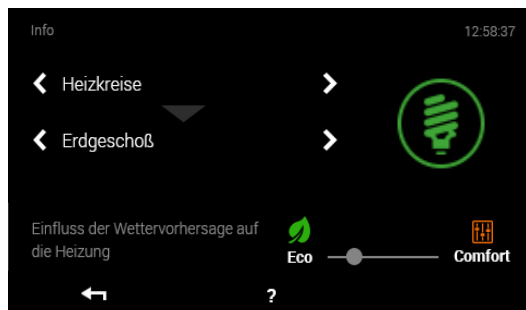 Info 12:58:37
Heizkreise
Erdgeschoß
Einfluss der Wettervorhersage auf
die Heizung
Eco Comfort
?